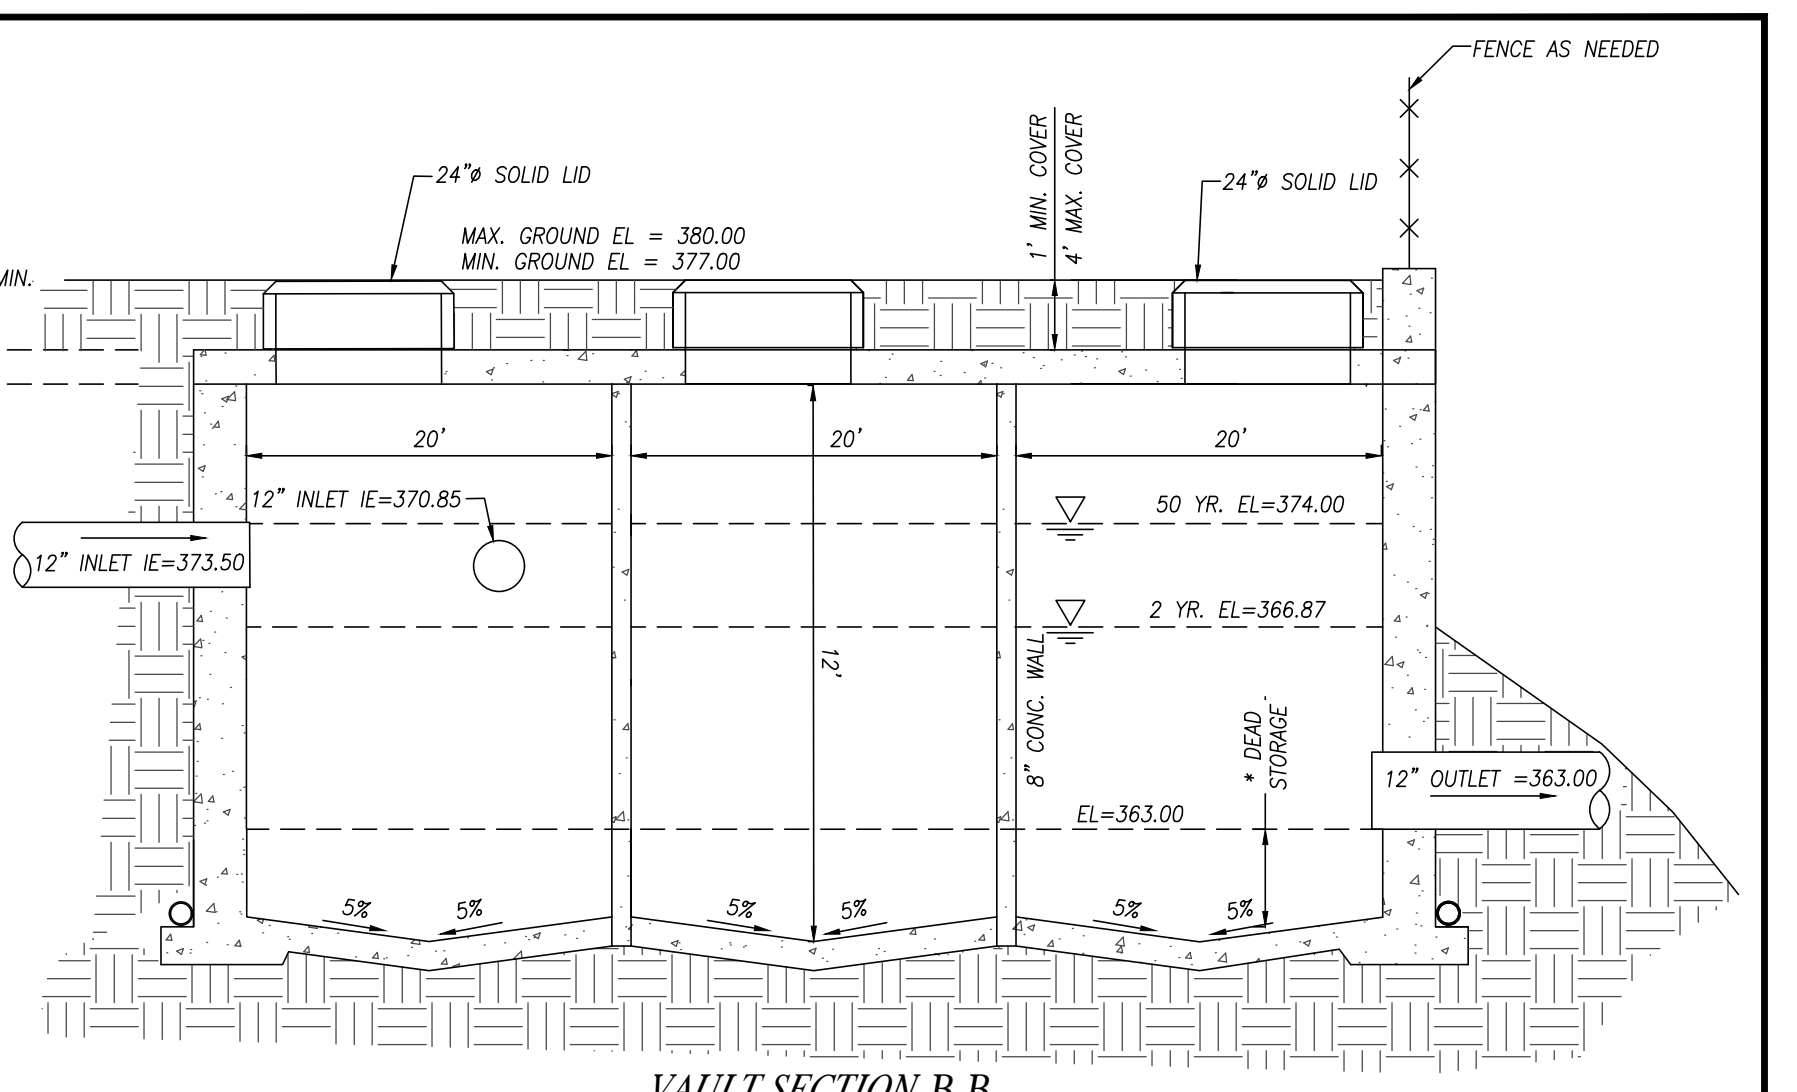 FENCE AS NEEDED
24"ø SOLID LID
1' MIN. COVER
4' MAX. COVER
24"ø SOLID LID
MAX. GROUND EL = 380.00
MIN. GROUND EL = 377.00
MIN.
20'
20'
20'
12" INLET IE=370.85
50 YR. EL=374.00
12" INLET IE=373.50
2 YR. EL=366.87
12'
8" CONC. WALL
* DEAD
STORAGE
12" OUTLET =363.00
EL=363.00
5%
5%
5%
5%
5%
5%
VAULT SECTION B-B